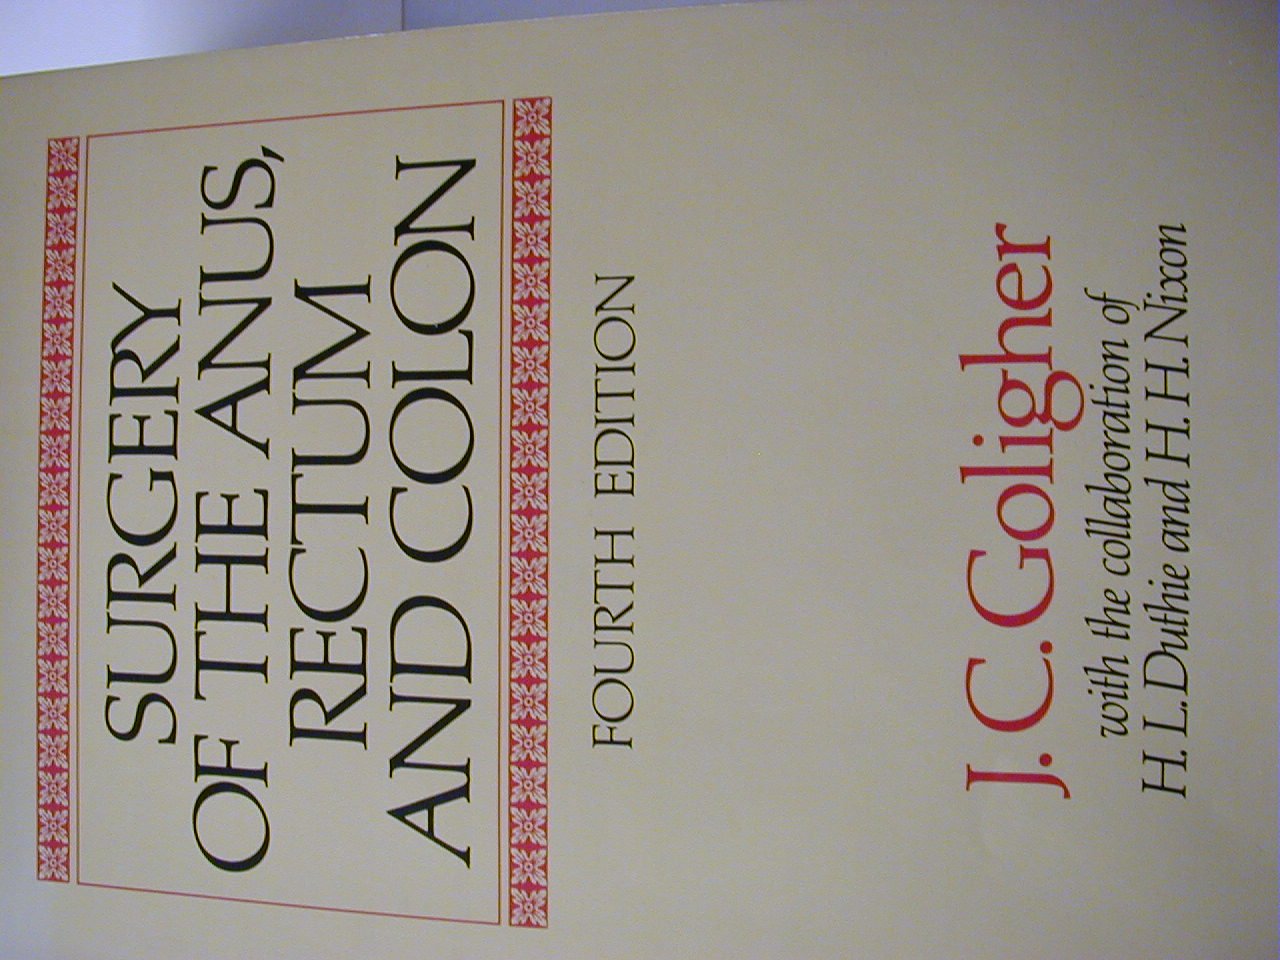 SURGERY
OF THE ANUS,
RECTUM
AND COLON
FOURTH EDITION
J. C. Goligher
with the collaboration of
H. L. Duthie and H. H. Nixon